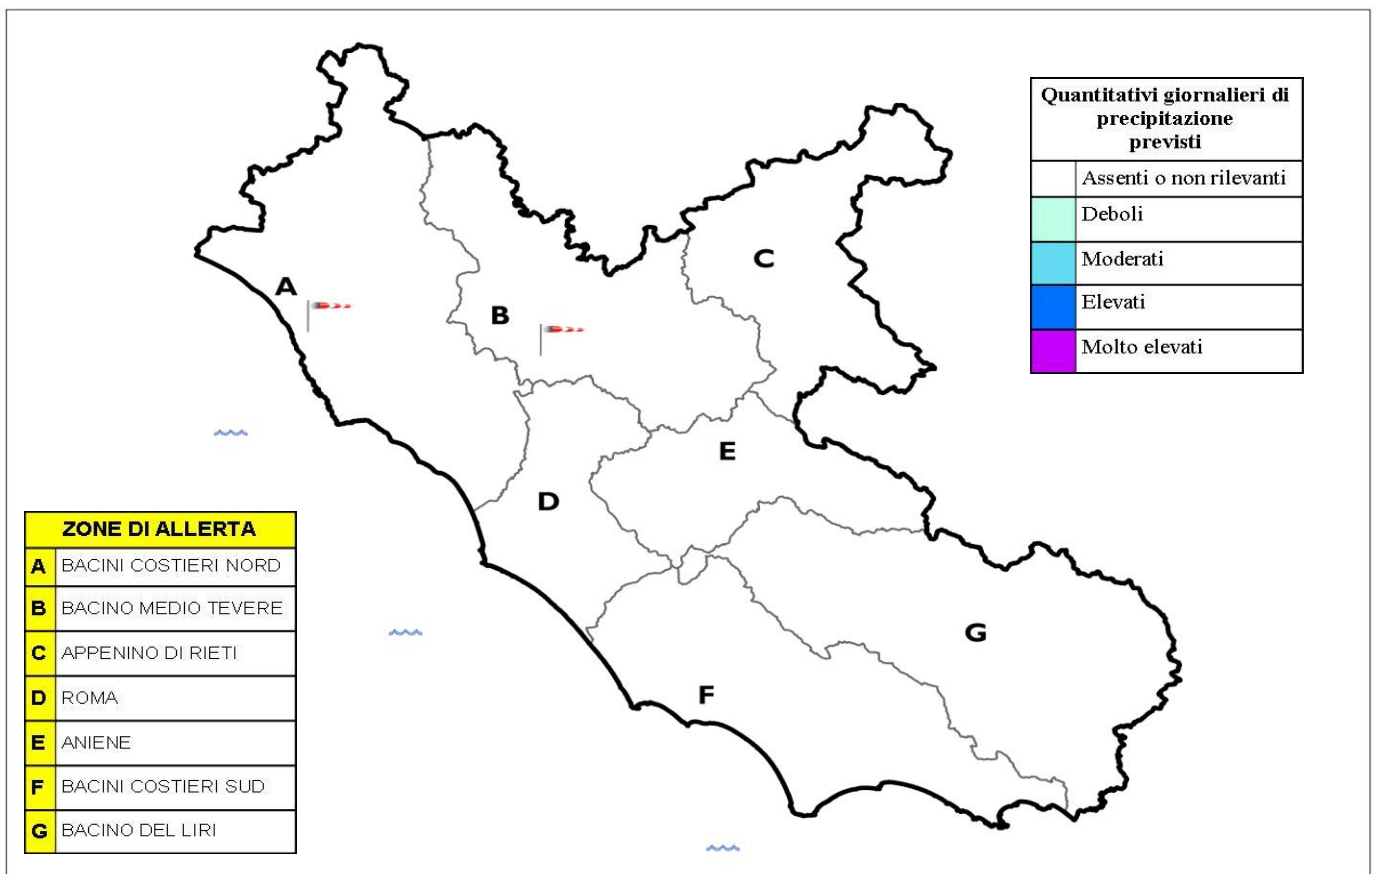 Quantitativi giornalieri di
precipitazione
previsti
Assenti o non rilevanti
Deboli
Moderati
Elevati
Molto elevati
A
B
C
E
D
G
F
ZONE DI ALLERTA
A BACINI COSTIERI NORD
B BACINO MEDIO TEVERE
C APPENINO DI RIETI
D ROMA
E ANIENE
F BACINI COSTIERI SUD
G BACINO DEL LIRI